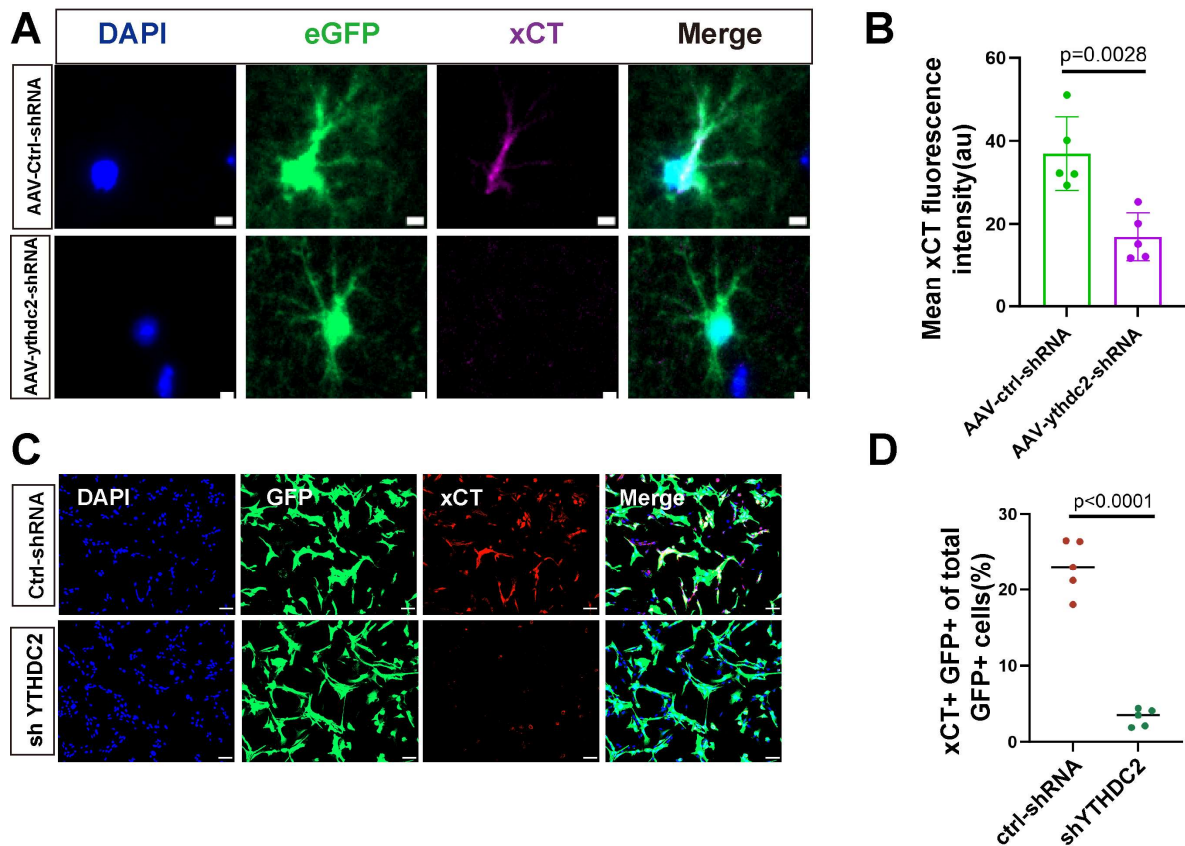 A
DAPI eGFP xCT Merge
AAV-Ctrl-shRNA
AAV-ythdc2-shRNA
B
p=0.0028
Mean xCT fluorescence
intensity(au)
60
40
20
0
AAV-ctrl-shRNA
AAV-ythdc2-shRNA
C
DAPI GFP xCT Merge
Ctrl-shRNA
sh YTHDC2
D
p<0.0001
xCT+ GFP+ of total
GFP+ cells(%)
30
20
10
0
ctrl-shRNA
shYTHDC2